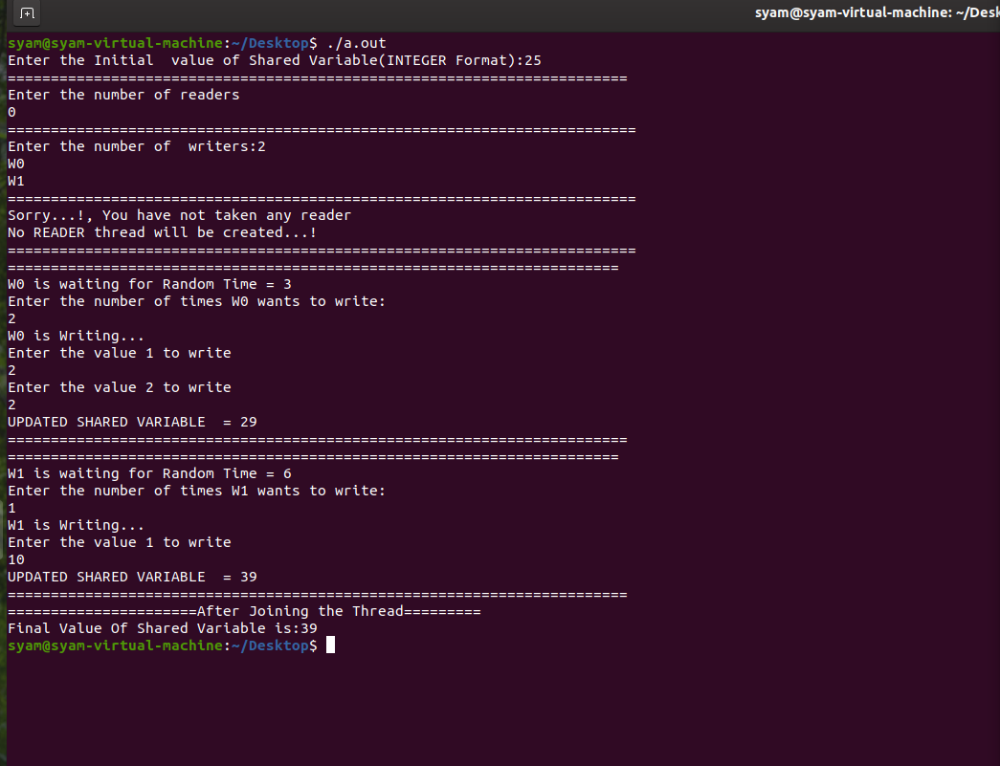 syam@syam-virtual-machine: ~/Desk
syam@syam-virtual-machine:~/Desktop$ ./a.out
Enter the Initial  value of Shared Variable(INTEGER Format):25
========================================================================
Enter the number of readers
0
=========================================================================
Enter the number of  writers:2
W0
W1
=========================================================================
Sorry...!, You have not taken any reader
No READER thread will be created...!
=========================================================================
=======================================================================
W0 is waiting for Random Time = 3
Enter the number of times W0 wants to write:
2
W0 is Writing...
Enter the value 1 to write
2
Enter the value 2 to write
2
UPDATED SHARED VARIABLE  = 29
========================================================================
=======================================================================
W1 is waiting for Random Time = 6
Enter the number of times W1 wants to write:
1
W1 is Writing...
Enter the value 1 to write
10
UPDATED SHARED VARIABLE  = 39
========================================================================
======================After Joining the Thread=========
Final Value Of Shared Variable is:39
syam@syam-virtual-machine:~/Desktop$